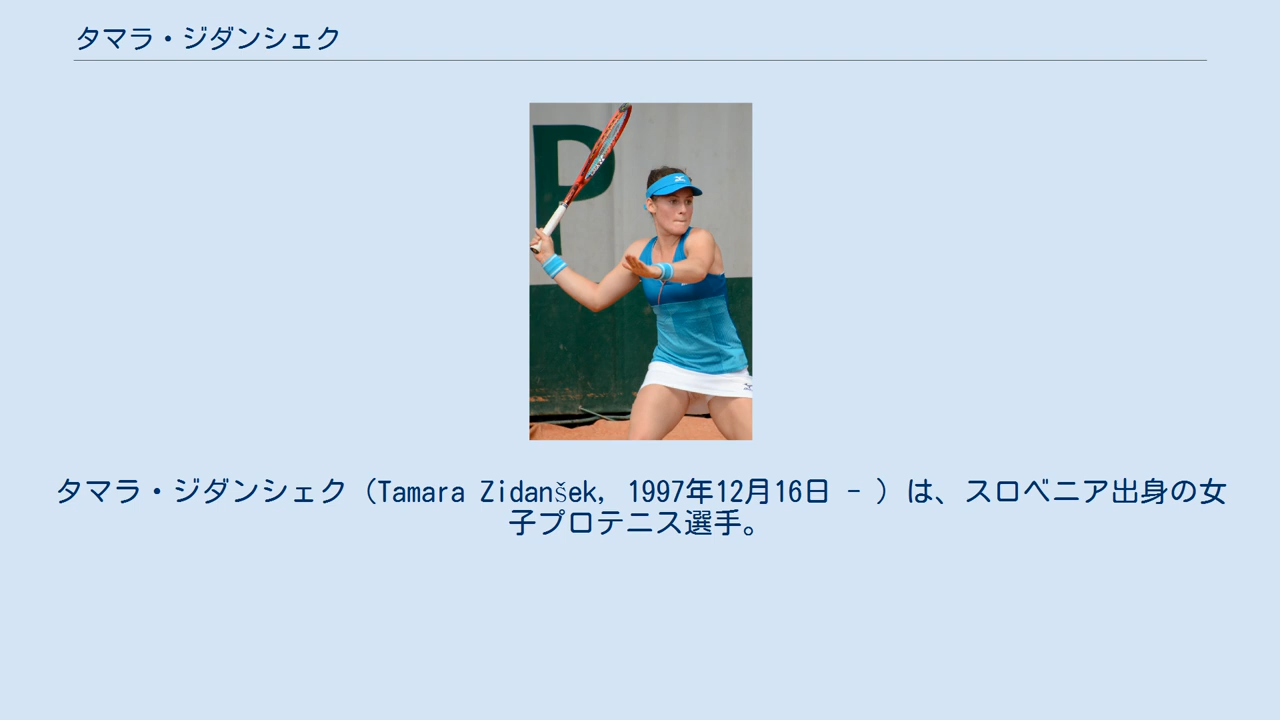 タマラ・ジダンシェク
P
タマラ・ジダンシェク（Tamara Zidanšek, 1997年12月16日 - ）は、スロベニア出身の女
子プロテニス選手。